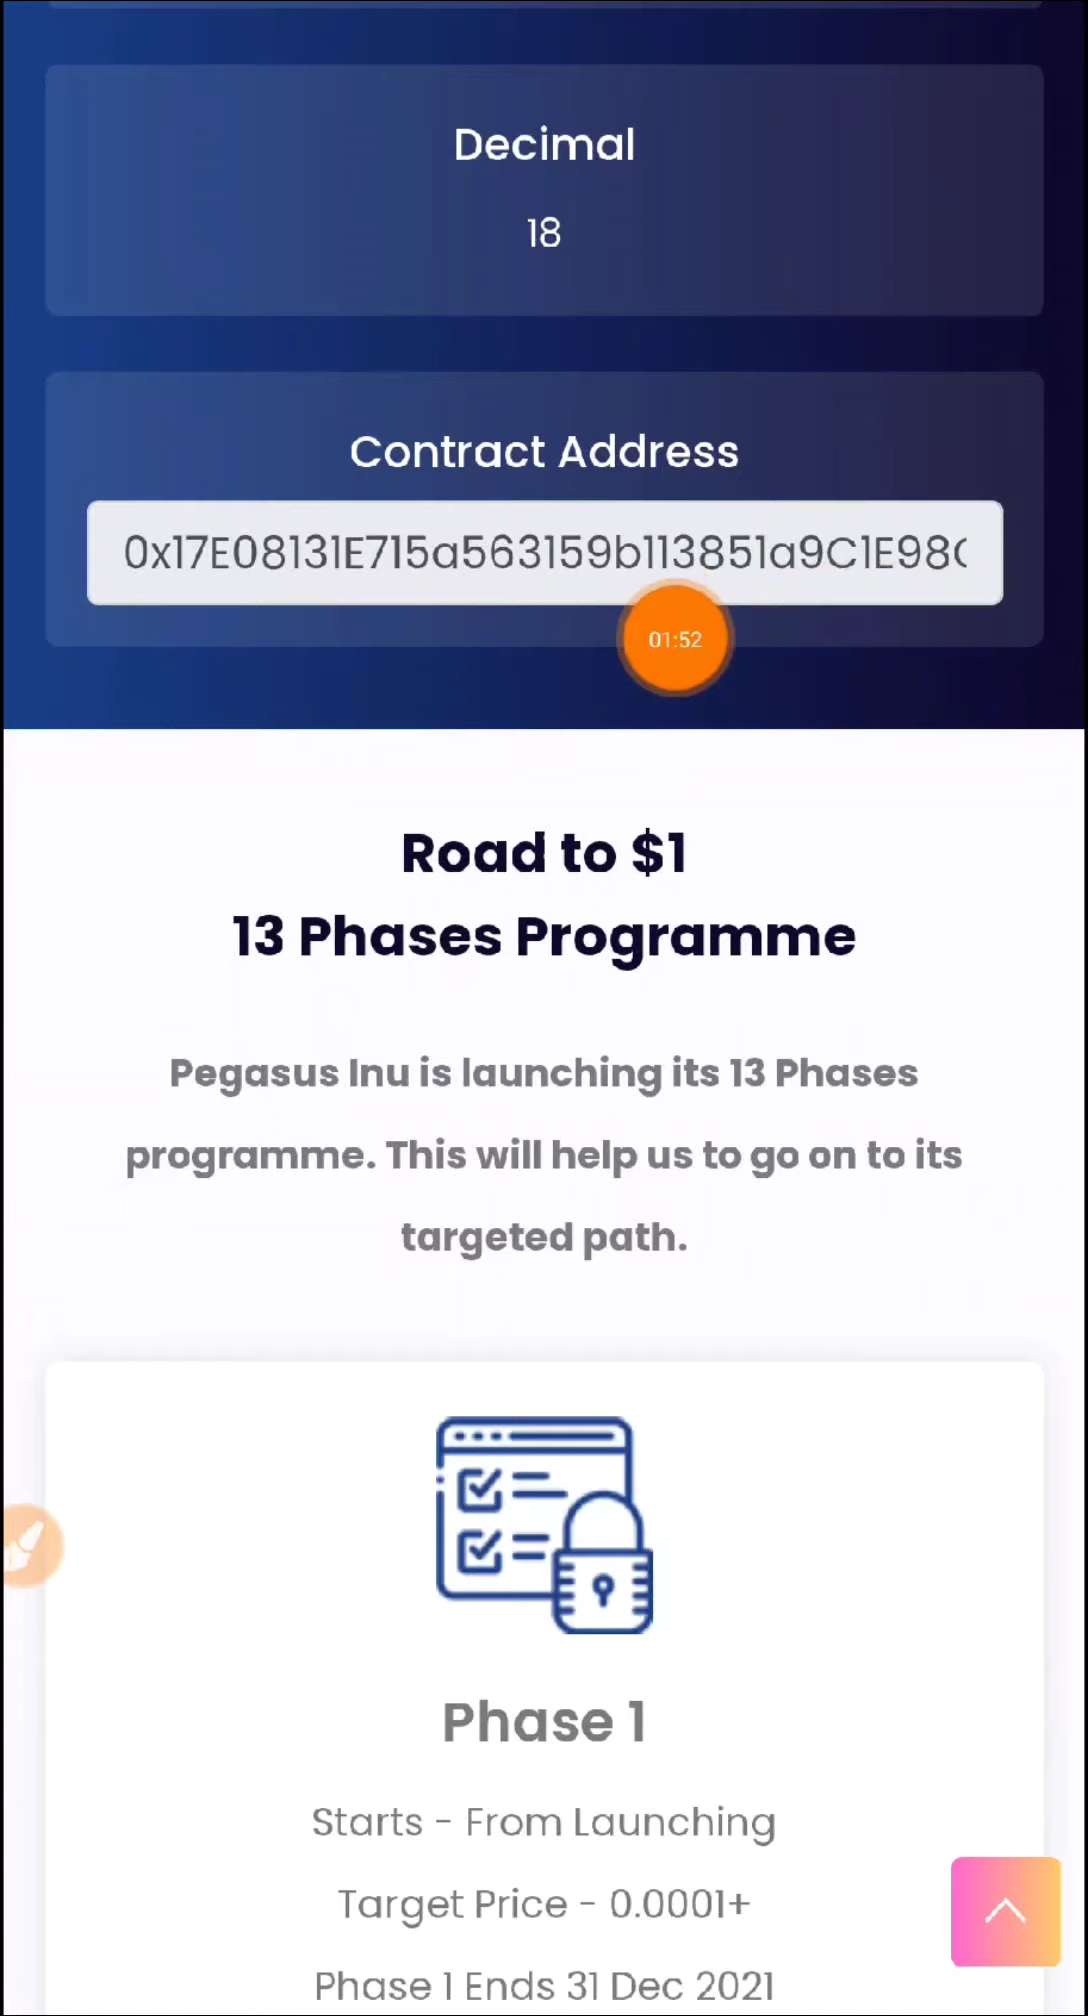 Decimal
18
Contract Address
0x17E08131E715a563159b113851a9C1E98
01:52
Road to $1
13 Phases Programme
Pegasus Inu is launching its 13 Phases
programme. This will help us to go on to its
targeted path.
Phase 1
Starts - From Launching
Target Price - 0.0001+
Phase 1 Ends 31 Dec 2021